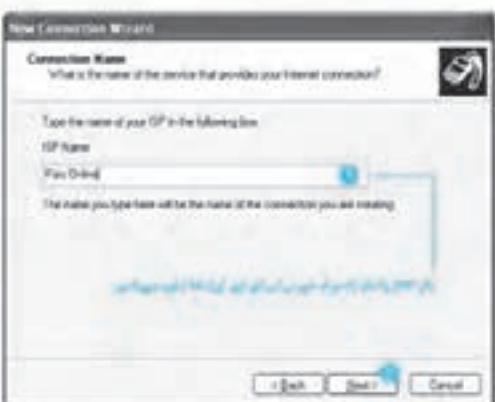 New Connection Wizard
Connection Name
What is the name of the service that provides your Internet connection?
Type the name of your ISP in the following box.
ISP Name
Online
The name you type here will be the name of the connection you are creating.
< Back
Next >
Cancel